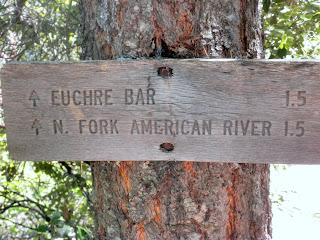 ↑ EUCHRE BAR 1.5
↑ N. FORK AMERICAN RIVER 1.5